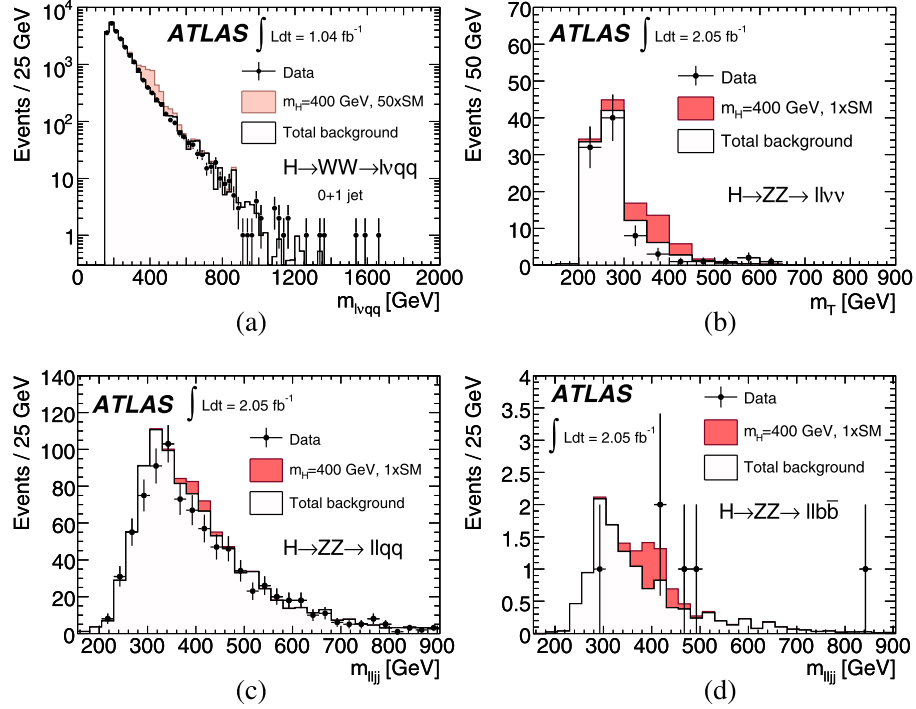 ATLAS ∫ Ldt = 1.04 fb⁻¹
Data
m_H=400 GeV, 50xSM
Total background
H→WW→lνqq
0+1 jet
Events / 25 GeV
10⁴
10³
10²
10
1
0 400 800 1200 1600 2000
m_lνqq [GeV]
(a)
ATLAS ∫ Ldt = 2.05 fb⁻¹
Data
m_H=400 GeV, 1xSM
Total background
H→ZZ→ llνν
Events / 50 GeV
70
60
50
40
30
20
10
0
100 200 300 400 500 600 700 800 900
m_T [GeV]
(b)
ATLAS ∫ Ldt = 2.05 fb⁻¹
Data
m_H=400 GeV, 1xSM
Total background
H→ZZ→ llqq
Events / 25 GeV
140
120
100
80
60
40
20
0
200 300 400 500 600 700 800 900
m_lljj [GeV]
(c)
ATLAS
∫ Ldt = 2.05 fb⁻¹
Data
m_H=400 GeV, 1xSM
Total background
H→ZZ→ llbb̄
Events / 25 GeV
4
3.5
3
2.5
2
1.5
1
0.5
0
200 300 400 500 600 700 800 900
m_lljj [GeV]
(d)